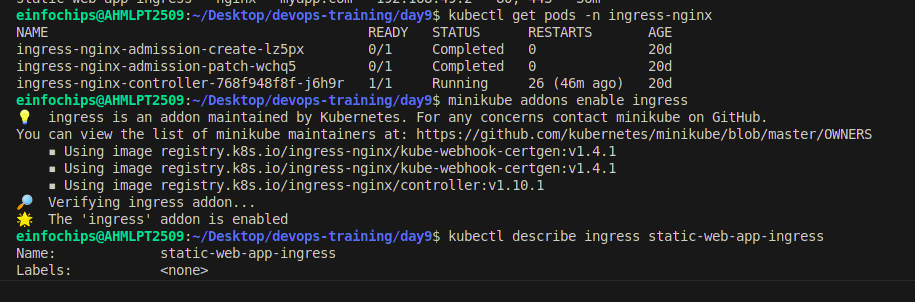 einfochips@AHMLPT2509:~/Desktop/devops-training/day9$ kubectl get pods -n ingress-nginx
NAME READY STATUS RESTARTS AGE
ingress-nginx-admission-create-lz5px 0/1 Completed 0 20d
ingress-nginx-admission-patch-wchq5 0/1 Completed 0 20d
ingress-nginx-controller-768f948f8f-j6h9r 1/1 Running 26 (46m ago) 20d
einfochips@AHMLPT2509:~/Desktop/devops-training/day9$ minikube addons enable ingress
💡 ingress is an addon maintained by Kubernetes. For any concerns contact minikube on GitHub.
You can view the list of minikube maintainers at: https://github.com/kubernetes/minikube/blob/master/OWNERS
▪ Using image registry.k8s.io/ingress-nginx/kube-webhook-certgen:v1.4.1
▪ Using image registry.k8s.io/ingress-nginx/kube-webhook-certgen:v1.4.1
▪ Using image registry.k8s.io/ingress-nginx/controller:v1.10.1
🔎 Verifying ingress addon...
🌟 The 'ingress' addon is enabled
einfochips@AHMLPT2509:~/Desktop/devops-training/day9$ kubectl describe ingress static-web-app-ingress
Name: static-web-app-ingress
Labels: <none>